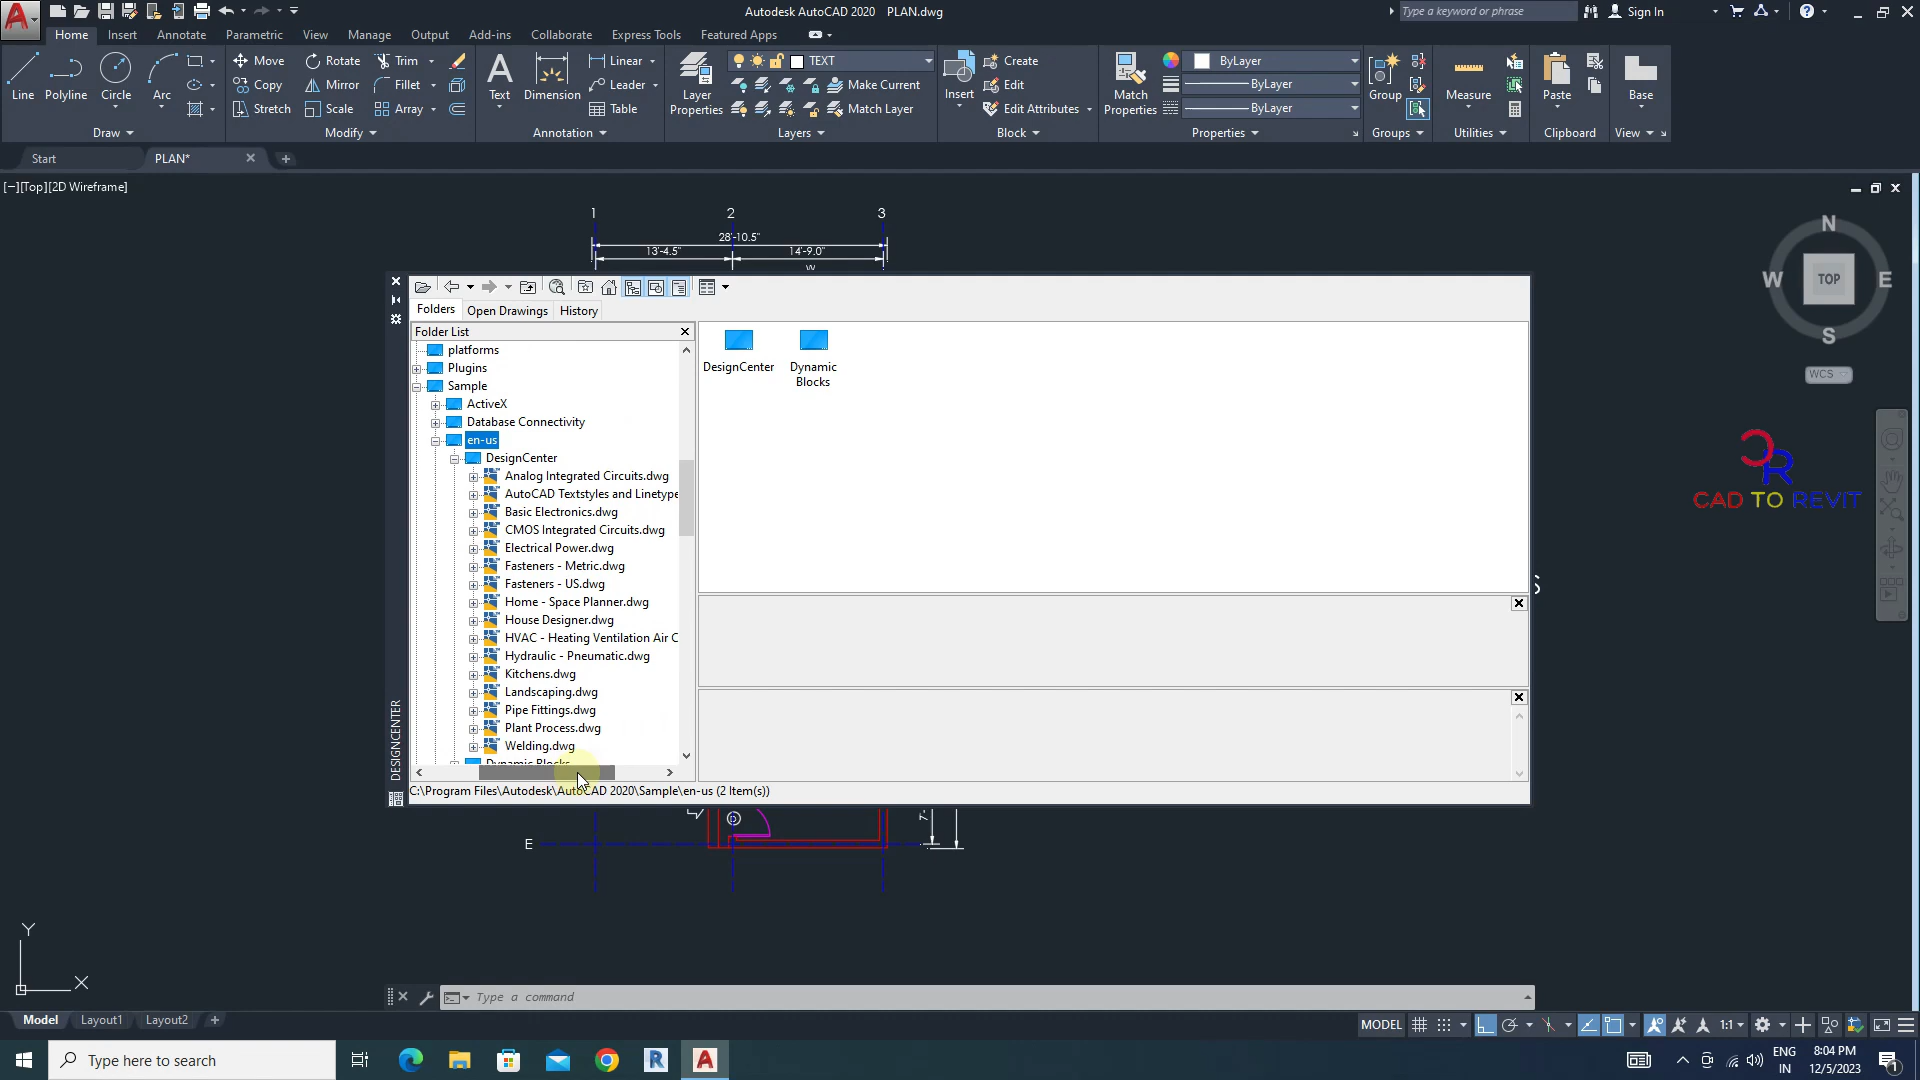 Autodesk AutoCAD 2020 PLAN.dwg
Type a keyword or phrase
Sign In
Home Insert Annotate Parametric View Manage Output Add-ins Collaborate Express Tools Featured Apps
Line
Polyline
Circle
Arc
Draw
Move Rotate Trim
Copy Mirror Fillet
Stretch Scale Array
Modify
Text
Dimension
Linear
Leader
Table
Annotation
Layer
Properties
TEXT
Make Current
Match Layer
Layers
Insert
Create
Edit
Edit Attributes
Block
Match
Properties
ByLayer
ByLayer
ByLayer
Properties
Group
Groups
Measure
Utilities
Paste
Clipboard
Base
View
Start PLAN*
[−][Top][2D Wireframe]
1 2 3
28'-10.5"
13'-4.5" 14'-9.0"
W
N
W TOP E
S
WCS
CAD TO REVIT
Folders Open Drawings History
Folder List
platforms
Plugins
Sample
ActiveX
Database Connectivity
en-us
DesignCenter
Analog Integrated Circuits.dwg
AutoCAD Textstyles and Linetype
Basic Electronics.dwg
CMOS Integrated Circuits.dwg
Electrical Power.dwg
Fasteners - Metric.dwg
Fasteners - US.dwg
Home - Space Planner.dwg
House Designer.dwg
HVAC - Heating Ventilation Air C
Hydraulic - Pneumatic.dwg
Kitchens.dwg
Landscaping.dwg
Pipe Fittings.dwg
Plant Process.dwg
Welding.dwg
Dynamic Blocks
DesignCenter
Dynamic
Blocks
DESIGNCENTER
C:\Program Files\Autodesk\AutoCAD 2020\Sample\en-us (2 Item(s))
D
E
Y
X
Type a command
Model Layout1 Layout2
MODEL
1:1
Type here to search
ENG
IN
8:04 PM
12/5/2023
1